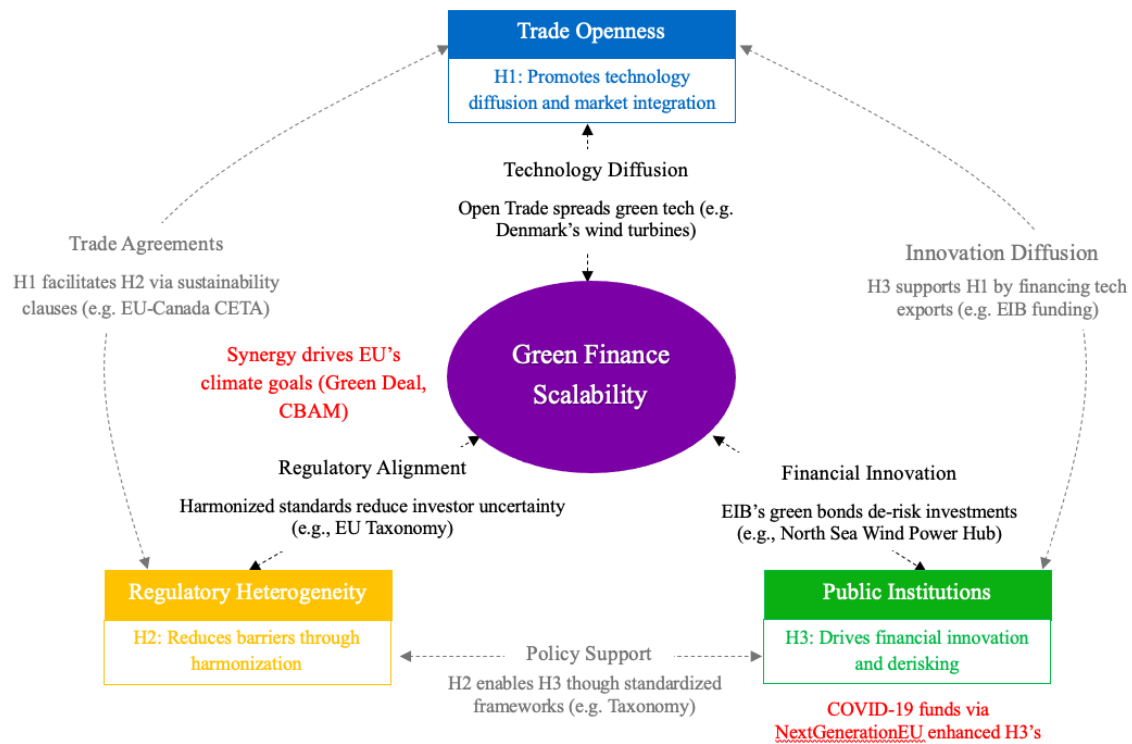 Trade Openness
H1: Promotes technology
diffusion and market integration
Technology Diffusion
Open Trade spreads green tech (e.g.
Denmark's wind turbines)
Trade Agreements
H1 facilitates H2 via sustainability
clauses (e.g. EU-Canada CETA)
Innovation Diffusion
H3 supports H1 by financing tech
exports (e.g. EIB funding)
Synergy drives EU's
climate goals (Green Deal,
CBAM)
Green Finance
Scalability
Regulatory Alignment
Harmonized standards reduce investor uncertainty
(e.g., EU Taxonomy)
Financial Innovation
EIB's green bonds de-risk investments
(e.g., North Sea Wind Power Hub)
Regulatory Heterogeneity
H2: Reduces barriers through
harmonization
Public Institutions
H3: Drives financial innovation
and derisking
Policy Support
H2 enables H3 though standardized
frameworks (e.g. Taxonomy)
COVID-19 funds via
NextGenerationEU enhanced H3's